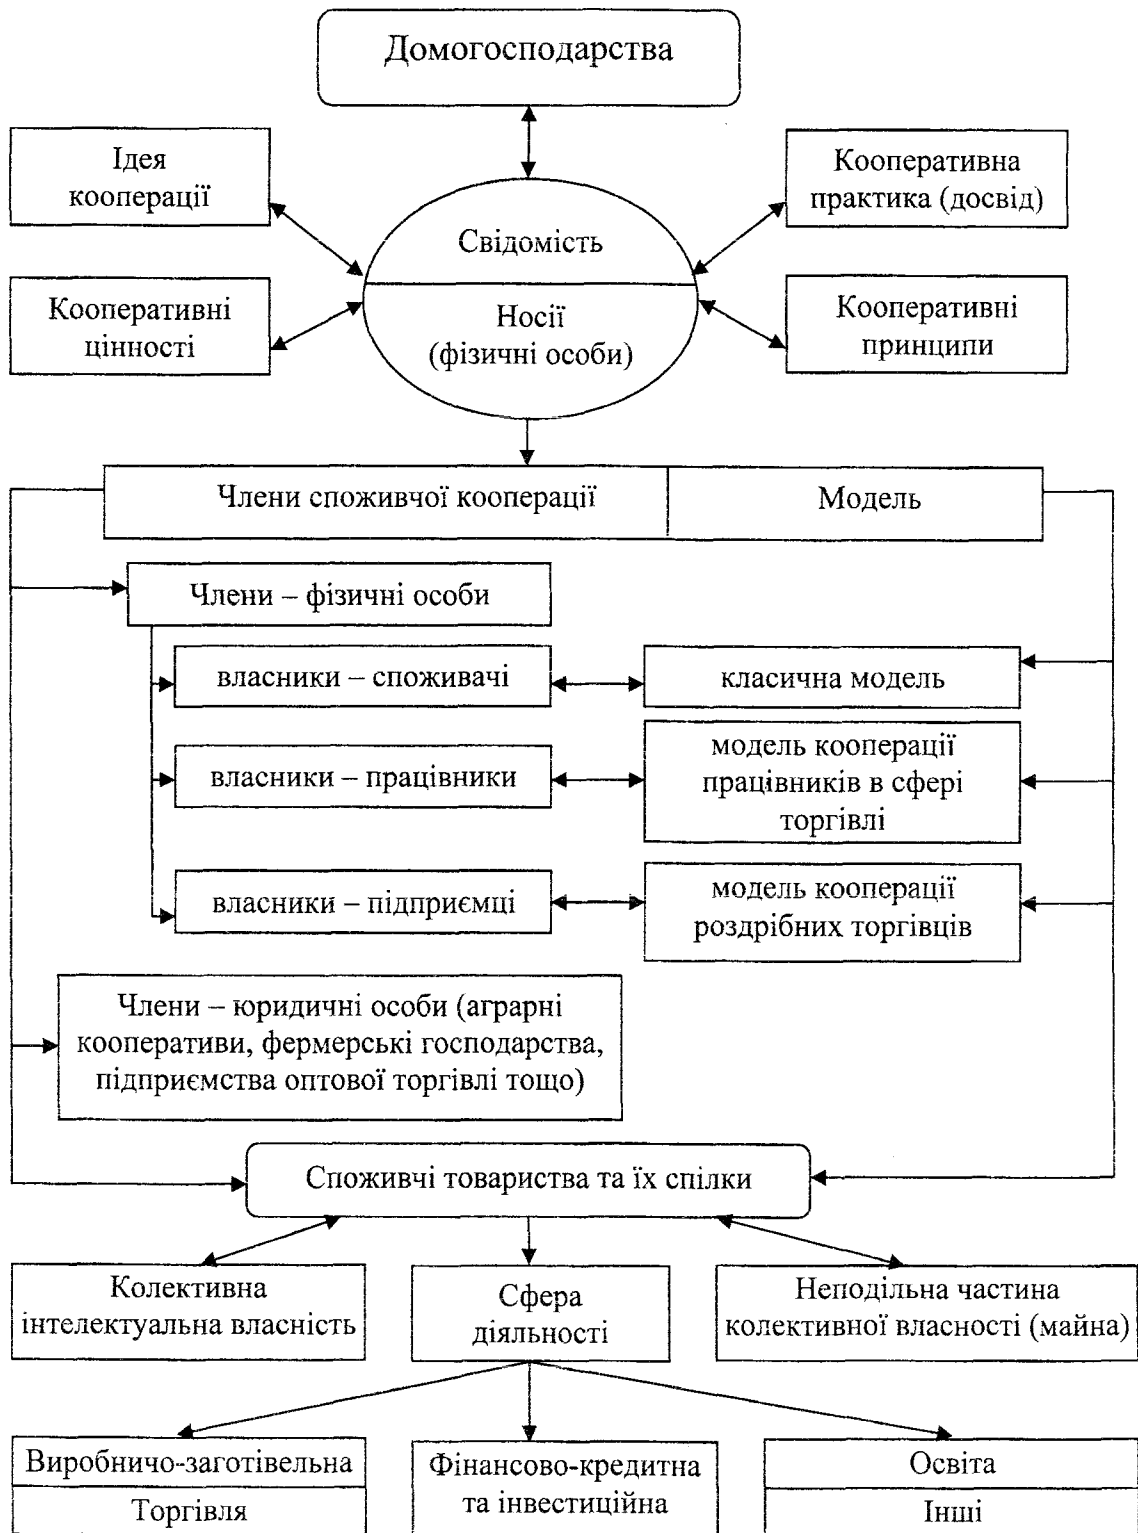 Домогосподарства
Ідея
кооперації
Кооперативна
практика (досвід)
Свідомість
Кооперативні
цінності
Носії
(фізичні особи)
Кооперативні
принципи
Члени споживчої кооперації
Модель
Члени – фізичні особи
власники – споживачі
класична модель
власники – працівники
модель кооперації
працівників в сфері
торгівлі
власники – підприємці
модель кооперації
роздрібних торгівців
Члени – юридичні особи (аграрні
кооперативи, фермерські господарства,
підприємства оптової торгівлі тощо)
Споживчі товариства та їх спілки
Колективна
інтелектуальна власність
Сфера
діяльності
Неподільна частина
колективної власності (майна)
Виробничо-заготівельна
Торгівля
Фінансово-кредитна
та інвестиційна
Освіта
Інші